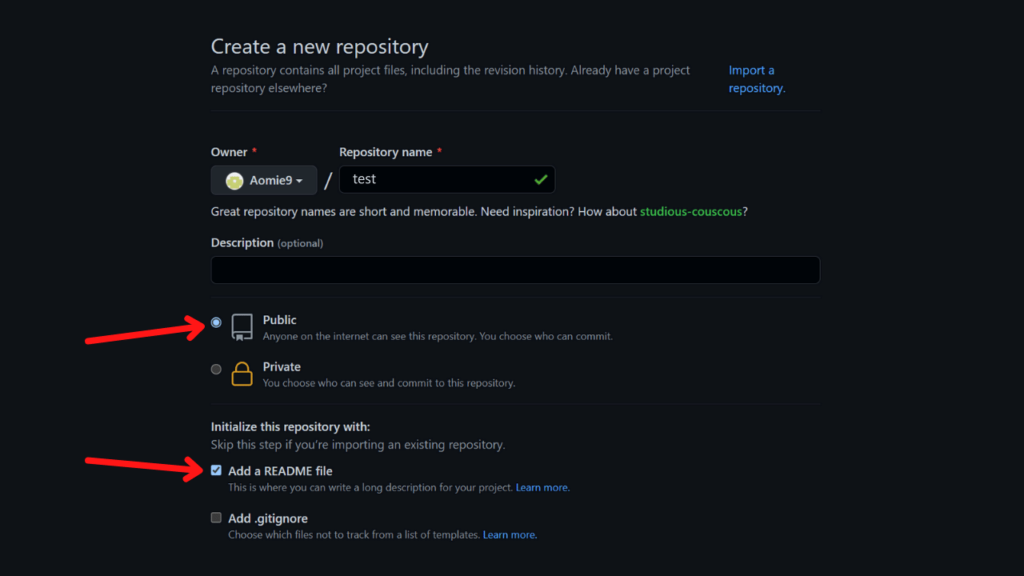 Create a new repository
A repository contains all project files, including the revision history. Already have a project
repository elsewhere?
Import a
repository.
Owner *
Repository name *
Aomie9
/
test
Great repository names are short and memorable. Need inspiration? How about studious-couscous?
Description (optional)
Public
Anyone on the internet can see this repository. You choose who can commit.
Private
You choose who can see and commit to this repository.
Initialize this repository with:
Skip this step if you're importing an existing repository.
Add a README file
This is where you can write a long description for your project. Learn more.
Add .gitignore
Choose which files not to track from a list of templates. Learn more.